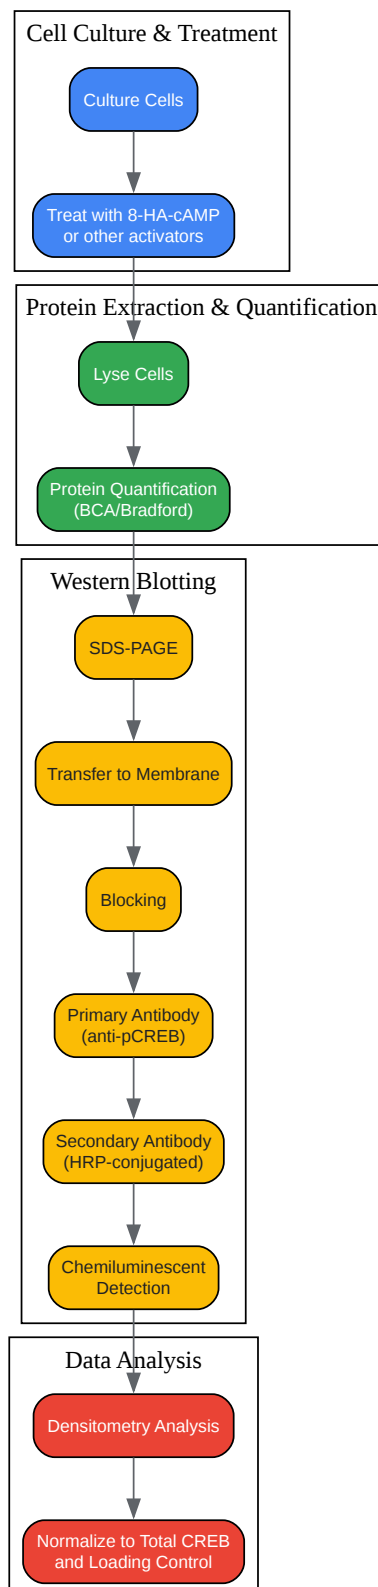 Cell Culture & Treatment
Culture Cells
Treat with 8-HA-cAMP
or other activators
Protein Extraction & Quantification
Lyse Cells
Protein Quantification
(BCA/Bradford)
Western Blotting
SDS-PAGE
Transfer to Membrane
Blocking
Primary Antibody
(anti-pCREB)
Secondary Antibody
(HRP-conjugated)
Chemiluminescent
Detection
Data Analysis
Densitometry Analysis
Normalize to Total CREB
and Loading Control